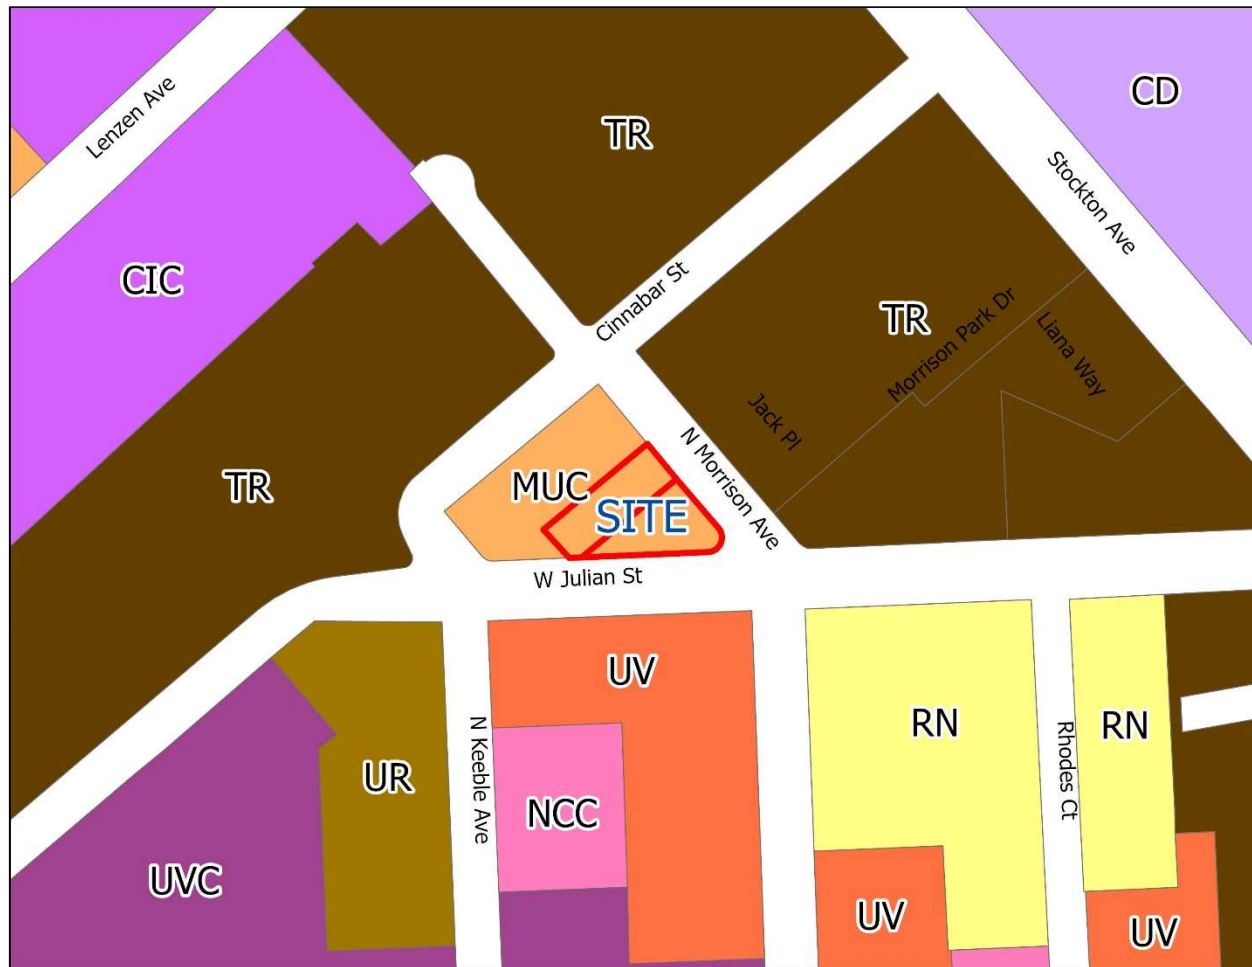 CD
Lenzen Ave
TR
Stockton Ave
CIC
Cinnabar St
TR
Morrison Park Dr
Liana Way
Jack Pl
N Morrison Ave
TR
MUC
SITE
W Julian St
UV
RN
RN
N Keeble Ave
Rhodes Ct
UR
NCC
UVC
UV
UV